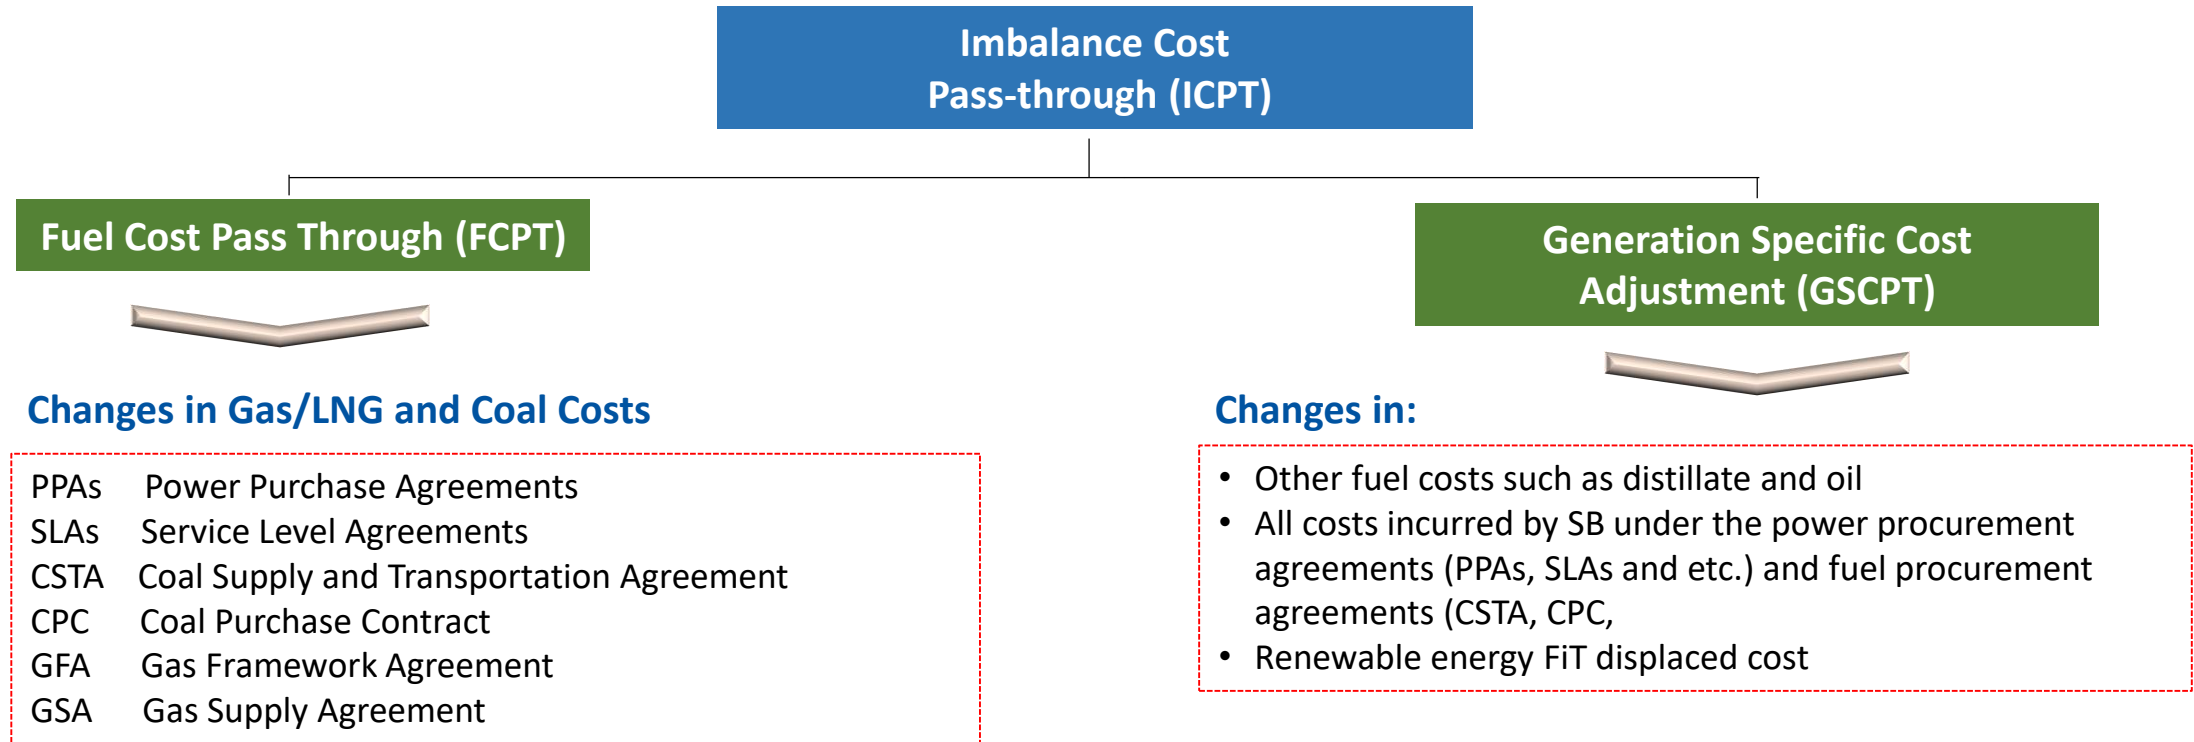 Imbalance Cost
Pass-through (ICPT)
Fuel Cost Pass Through (FCPT)
Changes in Gas/LNG and Coal Costs
PPAs Power Purchase Agreements
SLAs Service Level Agreements
CSTA Coal Supply and Transportation Agreement
CPC Coal Purchase Contract
GFA Gas Framework Agreement
GSA Gas Supply Agreement
Generation Specific Cost
Adjustment (GSCPT)
Changes in:
• Other fuel costs such as distillate and oil
• All costs incurred by SB under the power procurement
agreements (PPAs, SLAs and etc.) and fuel procurement
agreements (CSTA, CPC,
• Renewable energy FiT displaced cost